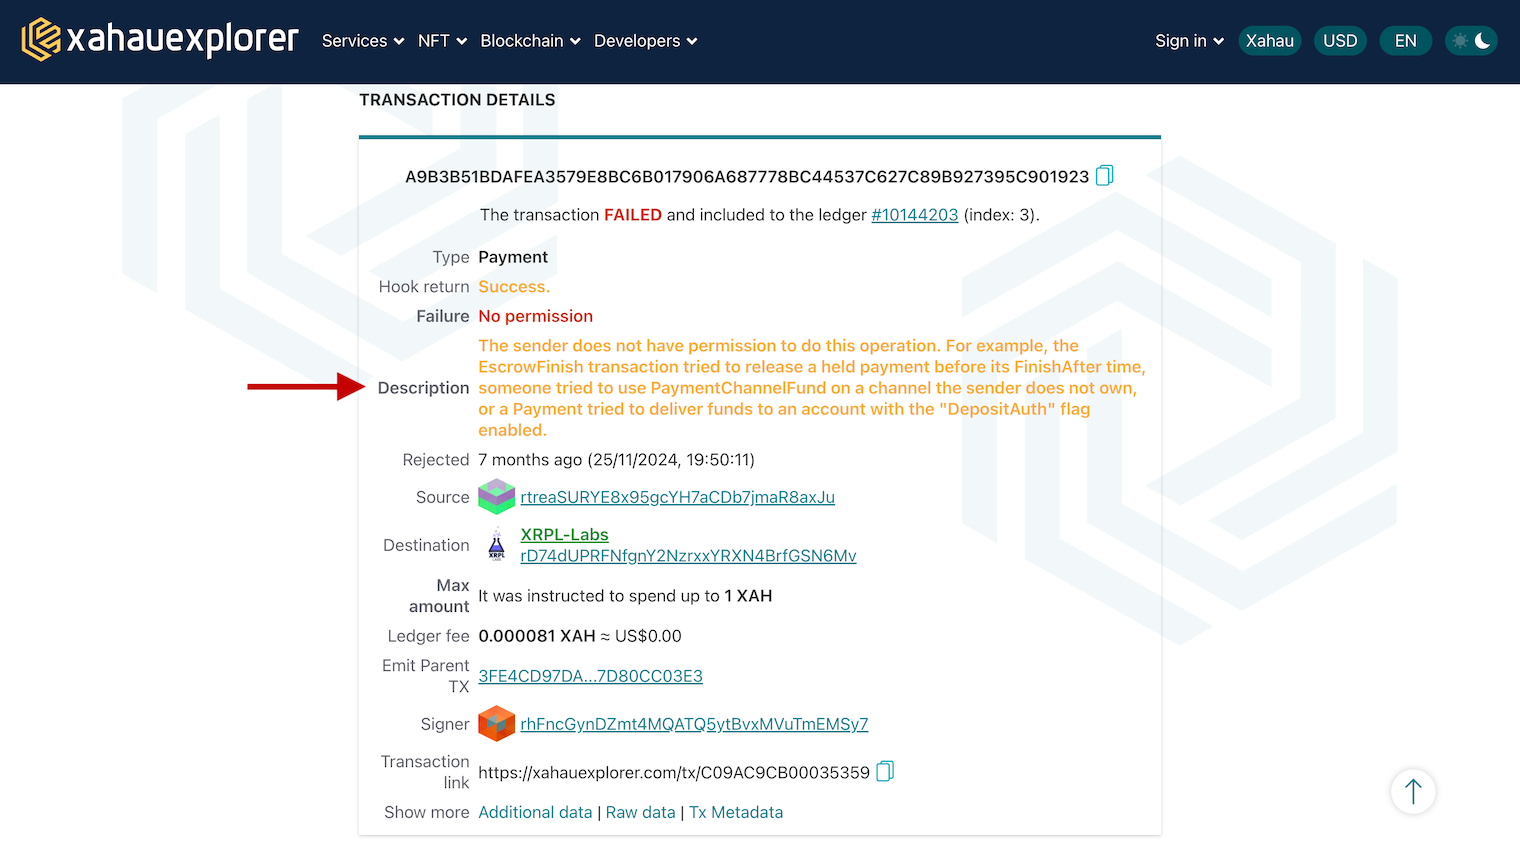 xahauexplorer Services NFT Blockchain Developers Sign in Xahau USD EN
TRANSACTION DETAILS
A9B3B51BDAFEA3579E8BC6B017906A687778BC44537C627C89B927395C901923
The transaction FAILED and included to the ledger #10144203 (index: 3).
Type Payment
Hook return Success.
Failure No permission
Description The sender does not have permission to do this operation. For example, the
EscrowFinish transaction tried to release a held payment before its FinishAfter time,
someone tried to use PaymentChannelFund on a channel the sender does not own,
or a Payment tried to deliver funds to an account with the "DepositAuth" flag
enabled.
Rejected 7 months ago (25/11/2024, 19:50:11)
Source rtreaSURYE8x95gcYH7aCDb7jmaR8axJu
Destination XRPL-Labs
rD74dUPRFNfgnY2NzrxxYRXN4BrfGSN6Mv
Max
amount It was instructed to spend up to 1 XAH
Ledger fee 0.000081 XAH ≈ US$0.00
Emit Parent
TX 3FE4CD97DA...7D80CC03E3
Signer rhFncGynDZmt4MQATQ5ytBvxMVuTmEMSy7
Transaction
link https://xahauexplorer.com/tx/C09AC9CB00035359
Show more Additional data | Raw data | Tx Metadata